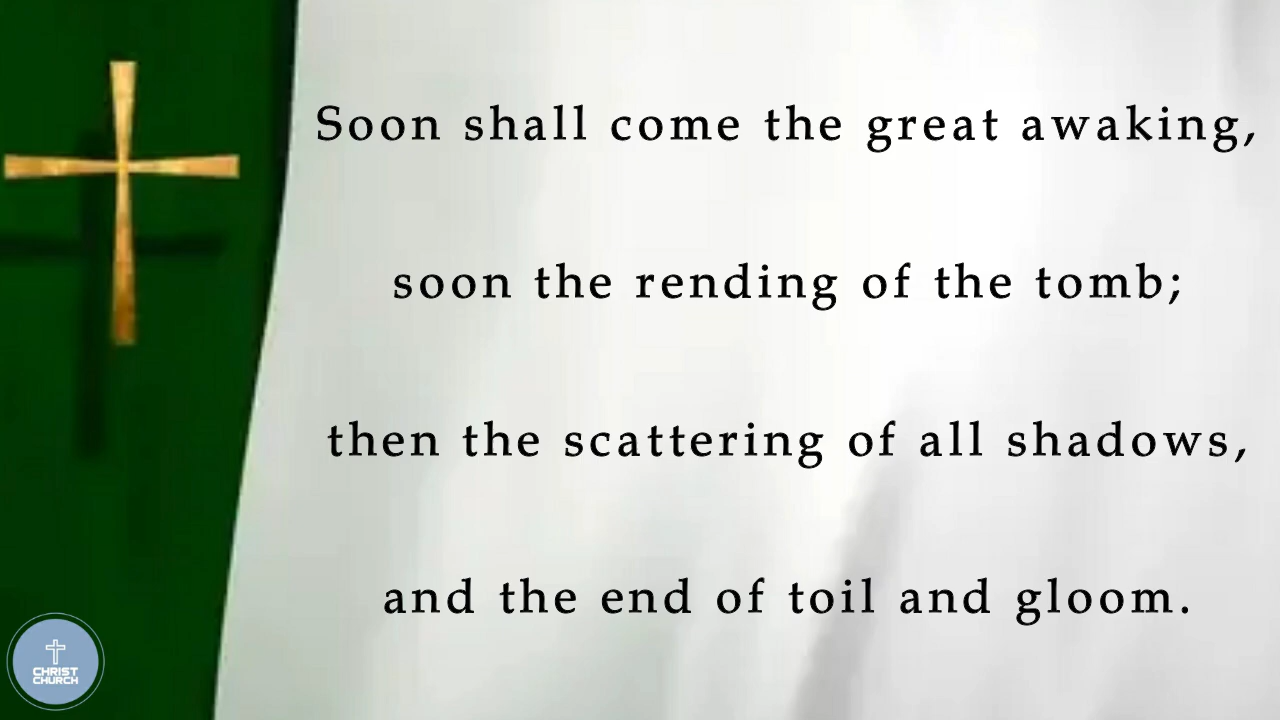 Soon shall come the great awaking,
soon the rending of the tomb;
then the scattering of all shadows,
and the end of toil and gloom.
CHRIST
CHURCH